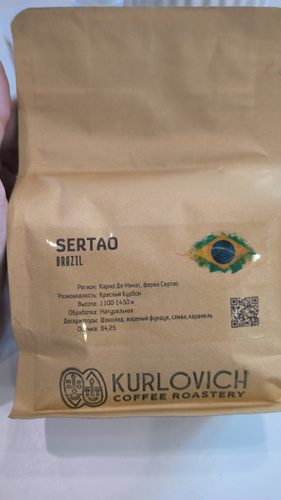 SERTAO
BRAZIL
Регион: Кармо Де Минас, ферма Сертао
Разновидность: Красный Бурбон
Высота: 1100-1450 м
Обработка: Натуральная
Дескрипторы: Шоколад, жареный фундук, слива, карамель
Оценка: 84,25
KURLOVICH
COFFEE ROASTERY